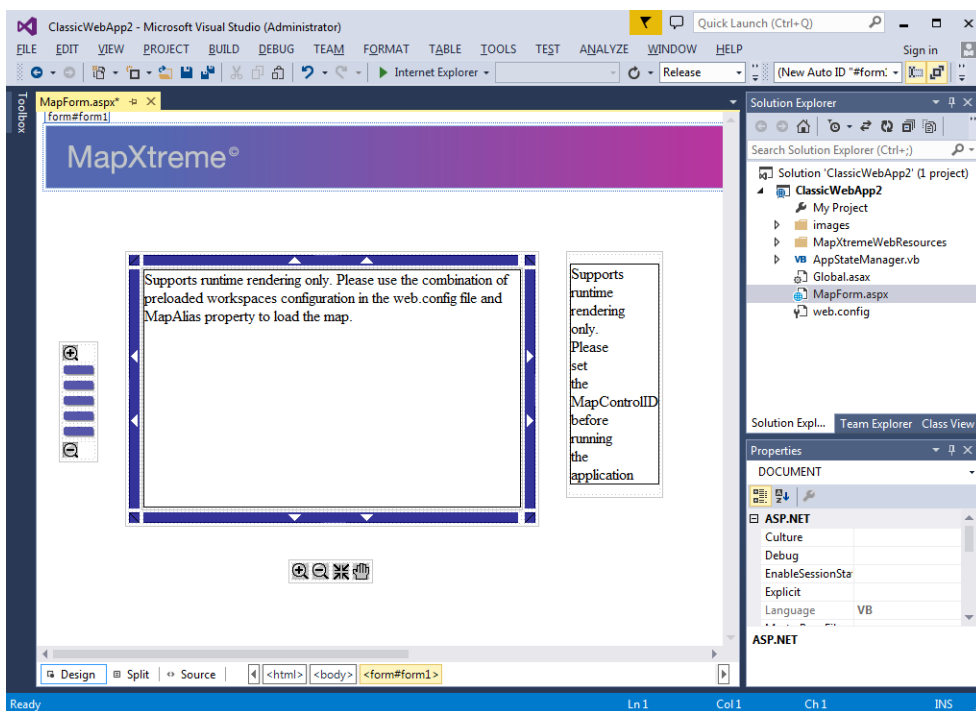 ClassicWebApp2 - Microsoft Visual Studio (Administrator)
Quick Launch (Ctrl+Q)
FILE EDIT VIEW PROJECT BUILD DEBUG TEAM FORMAT TABLE TOOLS TEST ANALYZE WINDOW HELP
Sign in
Internet Explorer
Release
(New Auto ID "#form:
Toolbox
MapForm.aspx*
form#form1
MapXtreme©
Supports runtime rendering only. Please use the combination of
preloaded workspaces configuration in the web.config file and
MapAlias property to load the map.
Supports
runtime
rendering
only.
Please
set
the
MapControlID
before
running
the
application
Design
Split
Source
<html>
<body>
<form#form1>
Solution Explorer
Search Solution Explorer (Ctrl+;)
Solution 'ClassicWebApp2' (1 project)
ClassicWebApp2
My Project
images
MapXtremeWebResources
VB AppStateManager.vb
Global.asax
MapForm.aspx
web.config
Solution Expl... Team Explorer Class View
Properties
DOCUMENT
ASP.NET
Culture
Debug
EnableSessionSta
Explicit
Language VB
ASP.NET
Ready
Ln 1
Col 1
Ch 1
INS